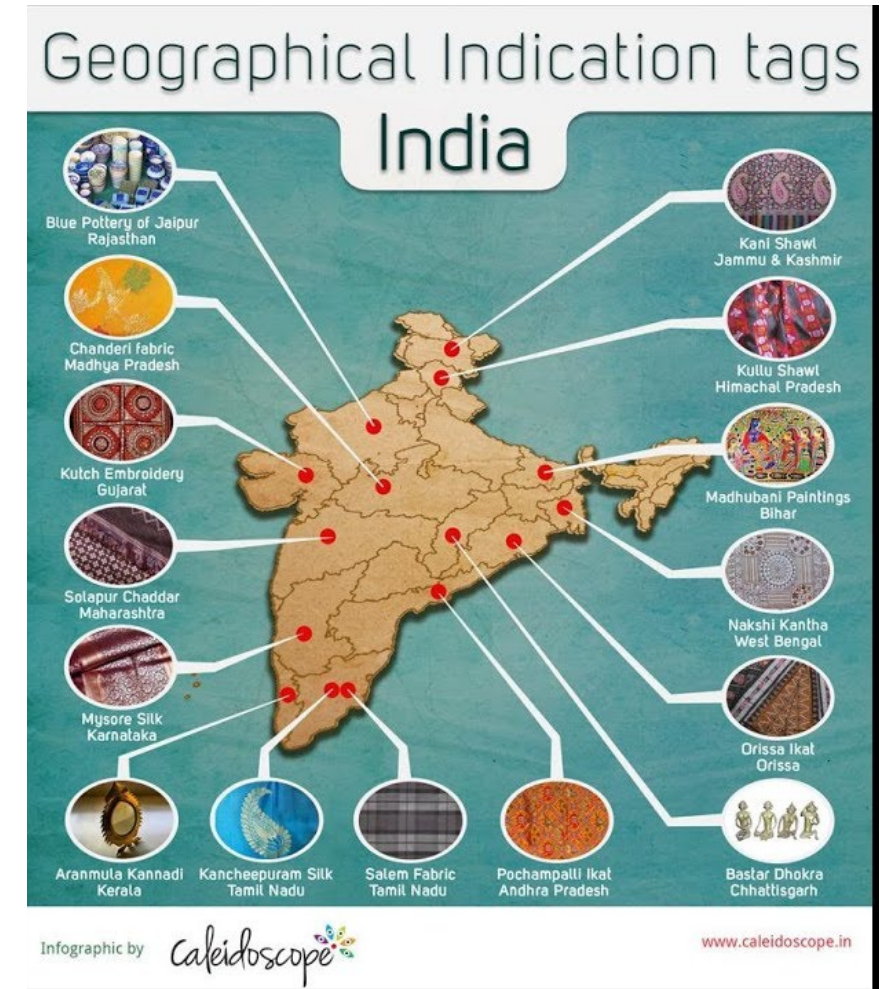 Geographical Indication tags
India
Blue Pottery of Jaipur
Rajasthan
Chanderi fabric
Madhya Pradesh
Kutch Embroidery
Gujarat
Solapur Chaddar
Maharashtra
Mysore Silk
Karnataka
Kani Shawl
Jammu & Kashmir
Kullu Shawl
Himachal Pradesh
Madhubani Paintings
Bihar
Nakshi Kantha
West Bengal
Orissa Ikat
Orissa
Aranmula Kannadi
Kerala
Kancheepuram Silk
Tamil Nadu
Salem Fabric
Tamil Nadu
Pochampalli Ikat
Andhra Pradesh
Bastar Dhokra
Chhattisgarh
Infographic by
Caleidoscope
www.caleidoscope.in